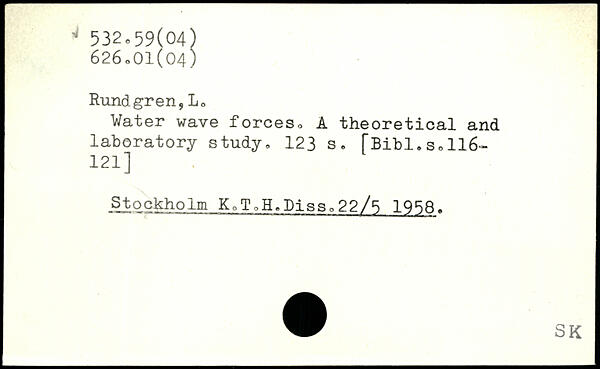 532.59(04)
626.01(04)
Rundgren,L.
Water wave forces. A theoretical and
laboratory study. 123 s. [Bibl.s.116-
121]
Stockholm K.T.H.Diss.22/5 1958.
SK